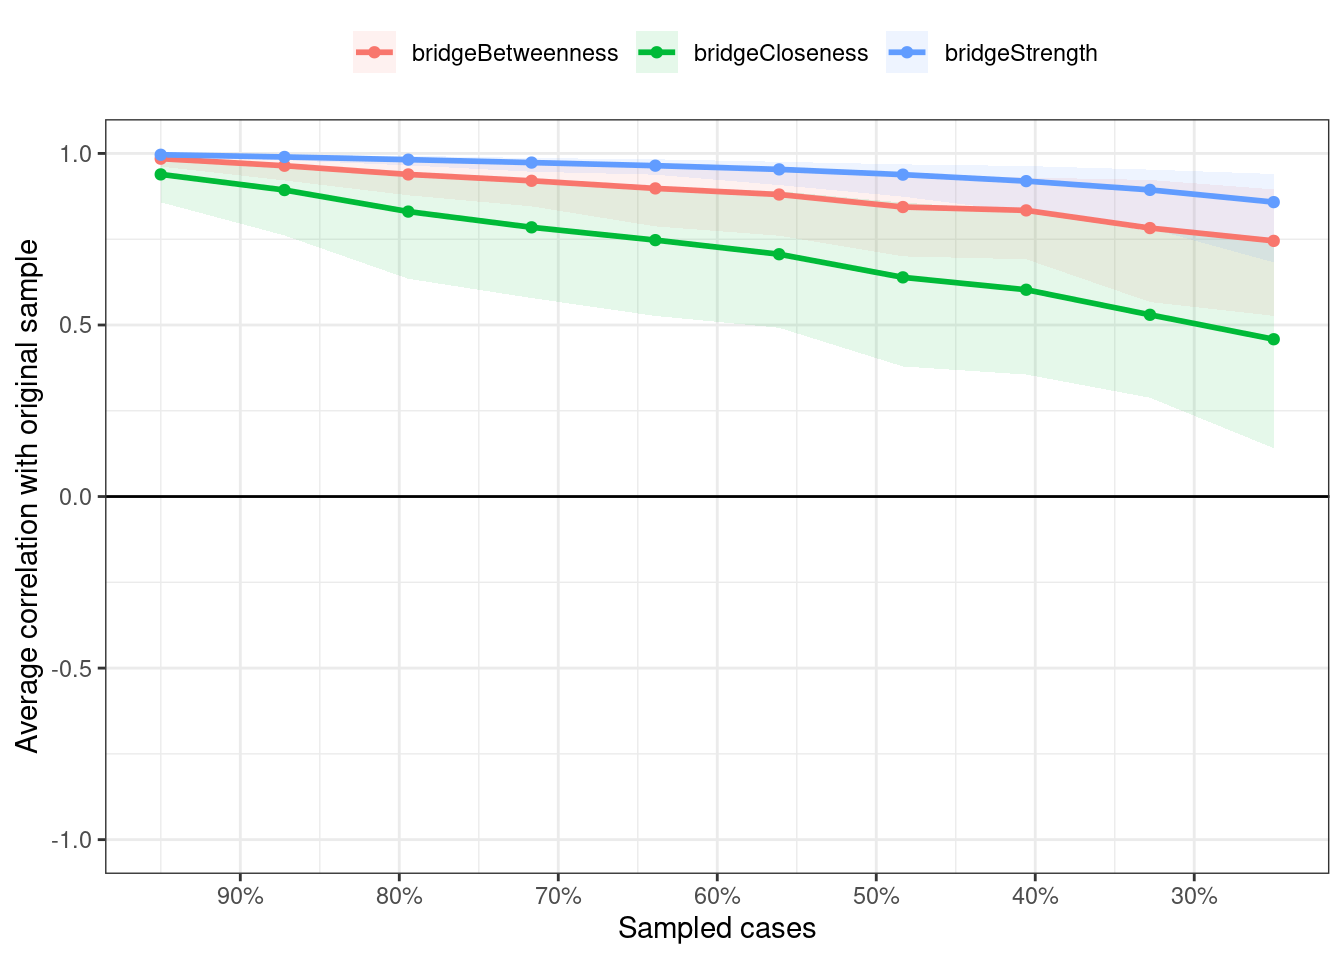 bridgeBetweenness bridgeCloseness bridgeStrength
Average correlation with original sample
1.0
0.5
0.0
-0.5
-1.0
90% 80% 70% 60% 50% 40% 30%
Sampled cases